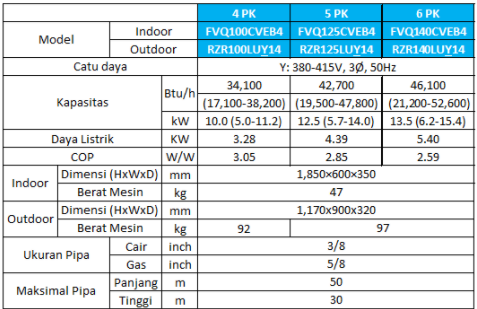 4 PK 5 PK 6 PK
Model Indoor FVQ100CVEB4 FVQ125CVEB4 FVQ140CVEB4
Outdoor RZR100LUY14 RZR125LUY14 RZR140LUY14
Catu daya Y: 380-415V, 3Ø, 50Hz
Kapasitas Btu/h 34,100 42,700 46,100
(17,100-38,200) (19,500-47,800) (21,200-52,600)
kW 10.0 (5.0-11.2) 12.5 (5.7-14.0) 13.5 (6.2-15.4)
Daya Listrik KW 3.28 4.39 5.40
COP W/W 3.05 2.85 2.59
Indoor Dimensi (HxWxD) mm 1,850×600×350
Berat Mesin kg 47
Outdoor Dimensi (HxWxD) mm 1,170x900x320
Berat Mesin kg 92 97
Ukuran Pipa Cair inch 3/8
Gas inch 5/8
Maksimal Pipa Panjang m 50
Tinggi m 30